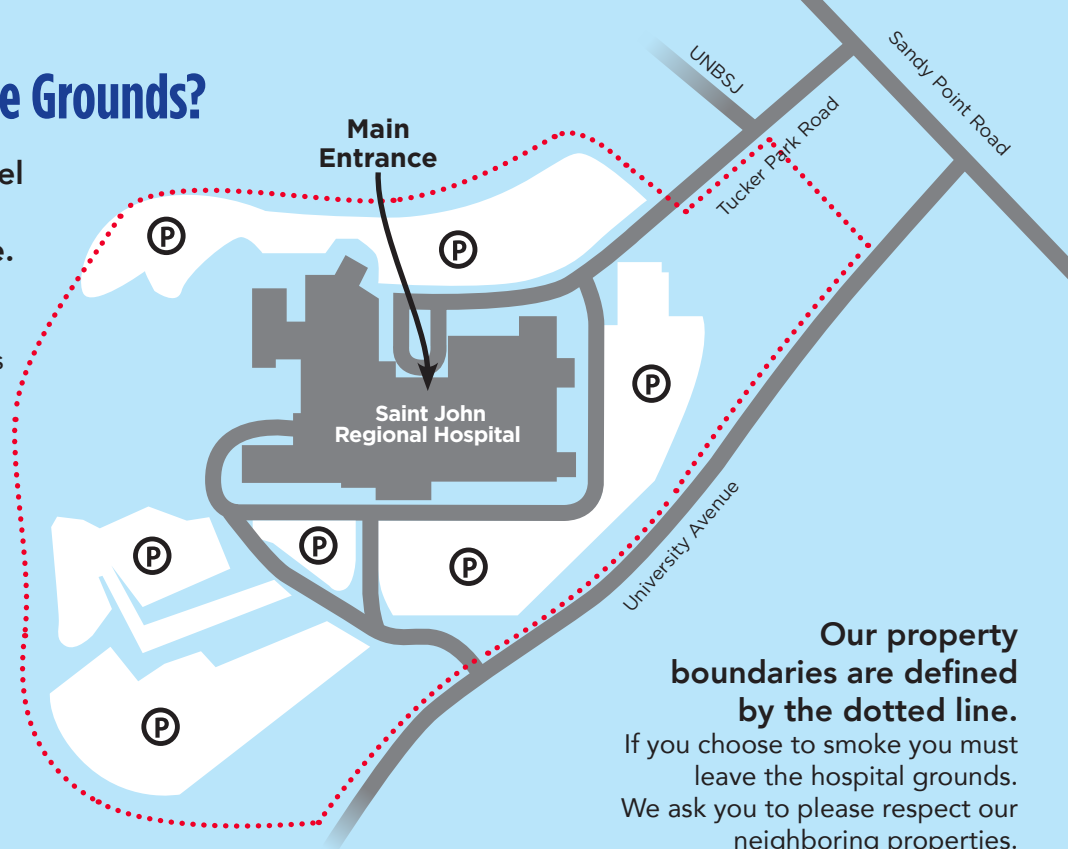 e Grounds?
el
e.
s
Main
Entrance
UNBSJ
Tucker Park Road
Sandy Point Road
P
P
P
Saint John
Regional Hospital
P
P
P
P
University Avenue
Our property
boundaries are defined
by the dotted line.
If you choose to smoke you must
leave the hospital grounds.
We ask you to please respect our
neighboring properties.